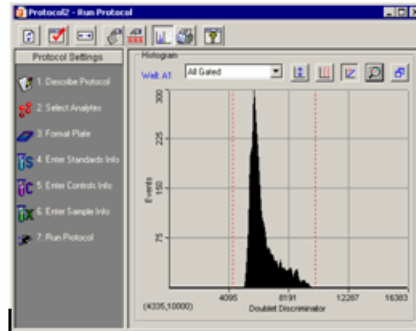 Protocol2 - Run Protocol
Protocol Settings
1. Describe Protocol
2. Select Analytes
3. Format Plate
4. Enter Standards Info
5. Enter Controls Info
6. Enter Sample Info
7. Run Protocol
Histogram
Well: A1
All Gated
300
225
150
75
Events
4095
8191
12287
16383
(4335,10000)
Doublet Discriminator